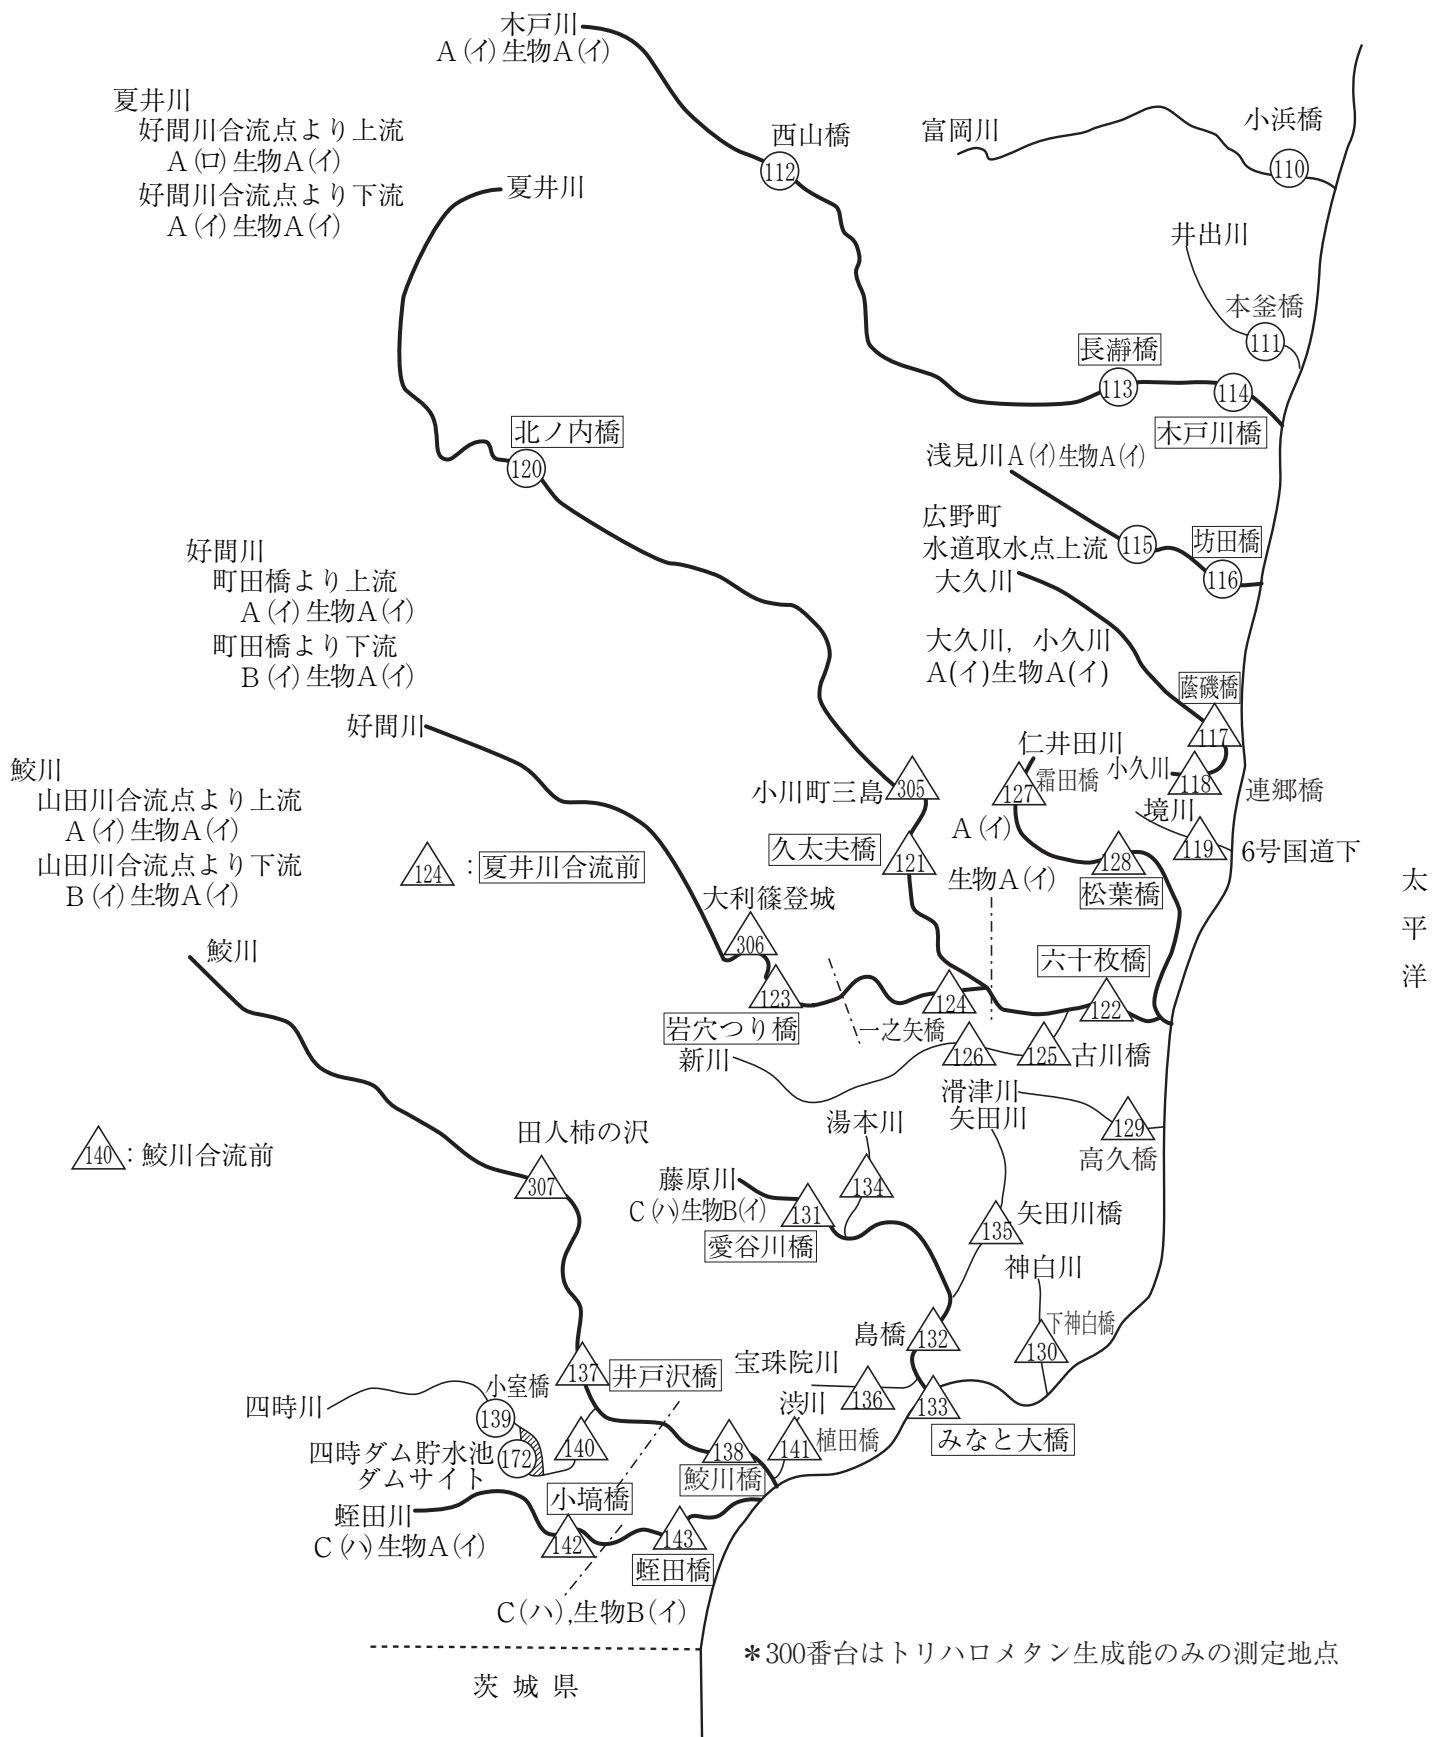 木戸川
A(イ)生物A(イ)
夏井川
好間川合流点より上流
A(ロ)生物A(イ)
好間川合流点より下流
A(イ)生物A(イ)
夏井川
西山橋
112
富岡川
小浜橋
110
井出川
本釜橋
111
長瀞橋
113
114
木戸川橋
北ノ内橋
120
浅見川A(イ)生物A(イ)
広野町
水道取水点上流
115
坊田橋
116
大久川
大久川，小久川
A(イ)生物A(イ)
蔭磯橋
117
好間川
町田橋より上流
A(イ)生物A(イ)
町田橋より下流
B(イ)生物A(イ)
好間川
小川町三島
305
仁井田川
127
霜田橋
小久川
118
連郷橋
境川
119
6号国道下
A(イ)
久太夫橋
121
128
松葉橋
生物A(イ)
鮫川
山田川合流点より上流
A(イ)生物A(イ)
山田川合流点より下流
B(イ)生物A(イ)
124
：夏井川合流前
大利篠登城
306
太平洋
鮫川
123
岩穴つり橋
124
一之矢橋
六十枚橋
122
新川
126
125
古川橋
滑津川
129
高久橋
矢田川
湯本川
134
140
：鮫川合流前
田人柿の沢
307
藤原川
C(ハ)生物B(イ)
131
愛谷川橋
135
矢田川橋
神白川
下神白橋
130
島橋
132
宝珠院川
136
133
みなと大橋
137
井戸沢橋
四時川
小室橋
139
172
四時ダム貯水池
ダムサイト
140
138
鮫川橋
渋川
141
植田橋
蛭田川
C(ハ)生物A(イ)
小塙橋
142
143
蛭田橋
C(ハ),生物B(イ)
＊300番台はトリハロメタン生成能のみの測定地点
茨城県